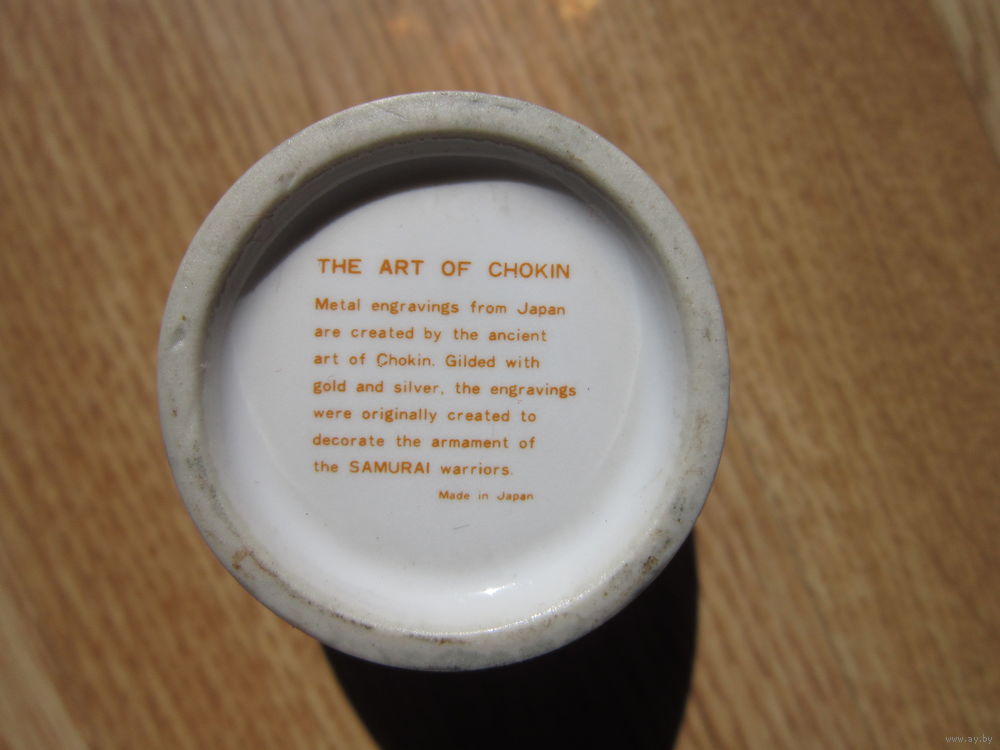 THE ART OF CHOKIN
Metal engravings from Japan
are created by the ancient
art of Chokin. Gilded with
gold and silver, the engravings
were originally created to
decorate the armament of
the SAMURAI warriors.
Made in Japan
www.ay.by